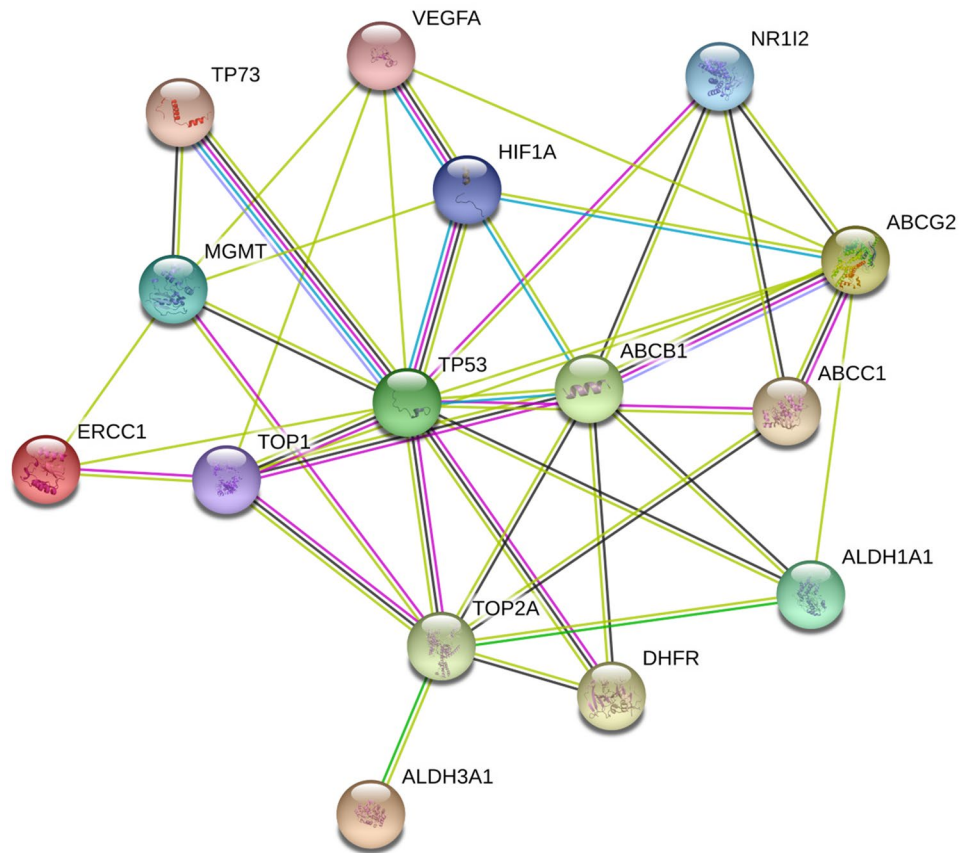 VEGFA
NR1I2
TP73
HIF1A
ABCG2
MGMT
TP53
ABCB1
ABCC1
ERCC1
TOP1
ALDH1A1
TOP2A
DHFR
ALDH3A1